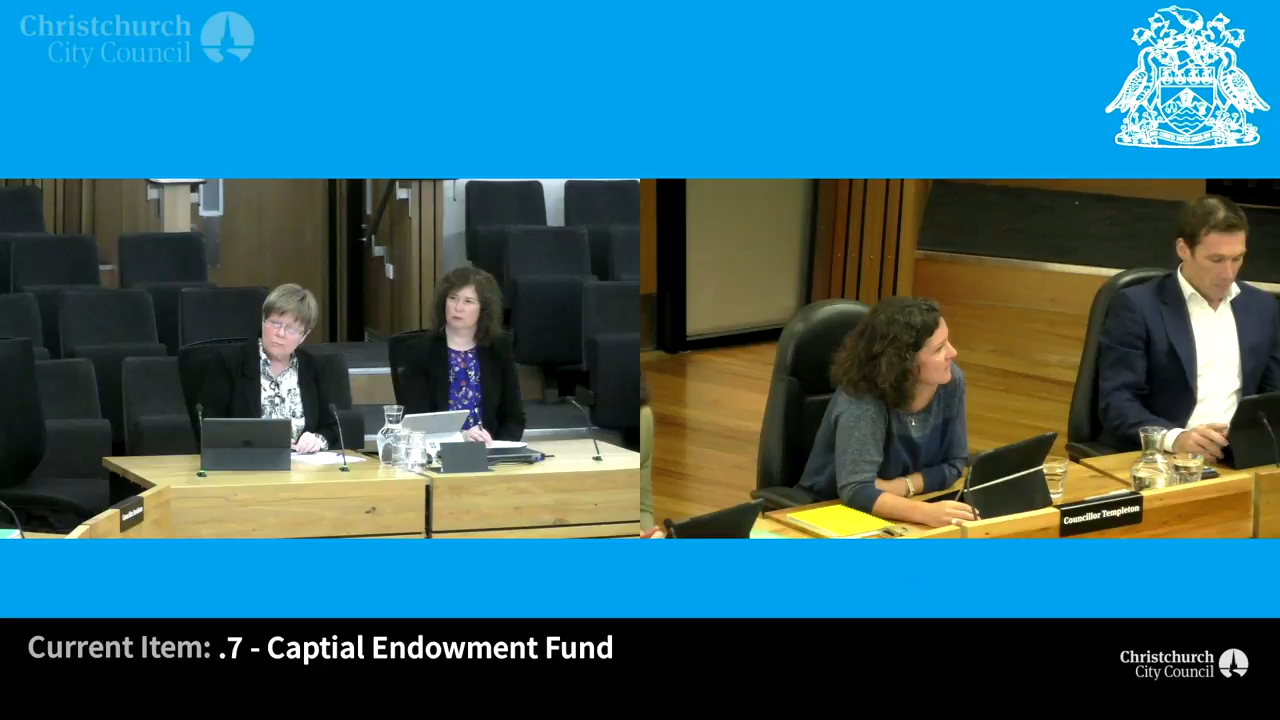 Christchurch
City Council
Councillor Templeton
Current Item: .7 - Captial Endowment Fund
Christchurch
City Council